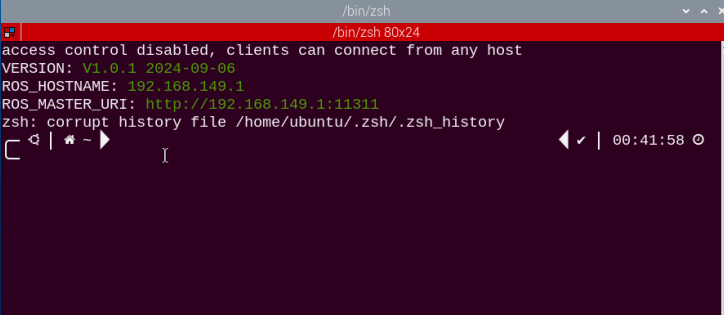 /bin/zsh
/bin/zsh 80x24
access control disabled, clients can connect from any host
VERSION: V1.0.1 2024-09-06
ROS_HOSTNAME: 192.168.149.1
ROS_MASTER_URI: http://192.168.149.1:11311
zsh: corrupt history file /home/ubuntu/.zsh/.zsh_history
~ ✔ | 00:41:58